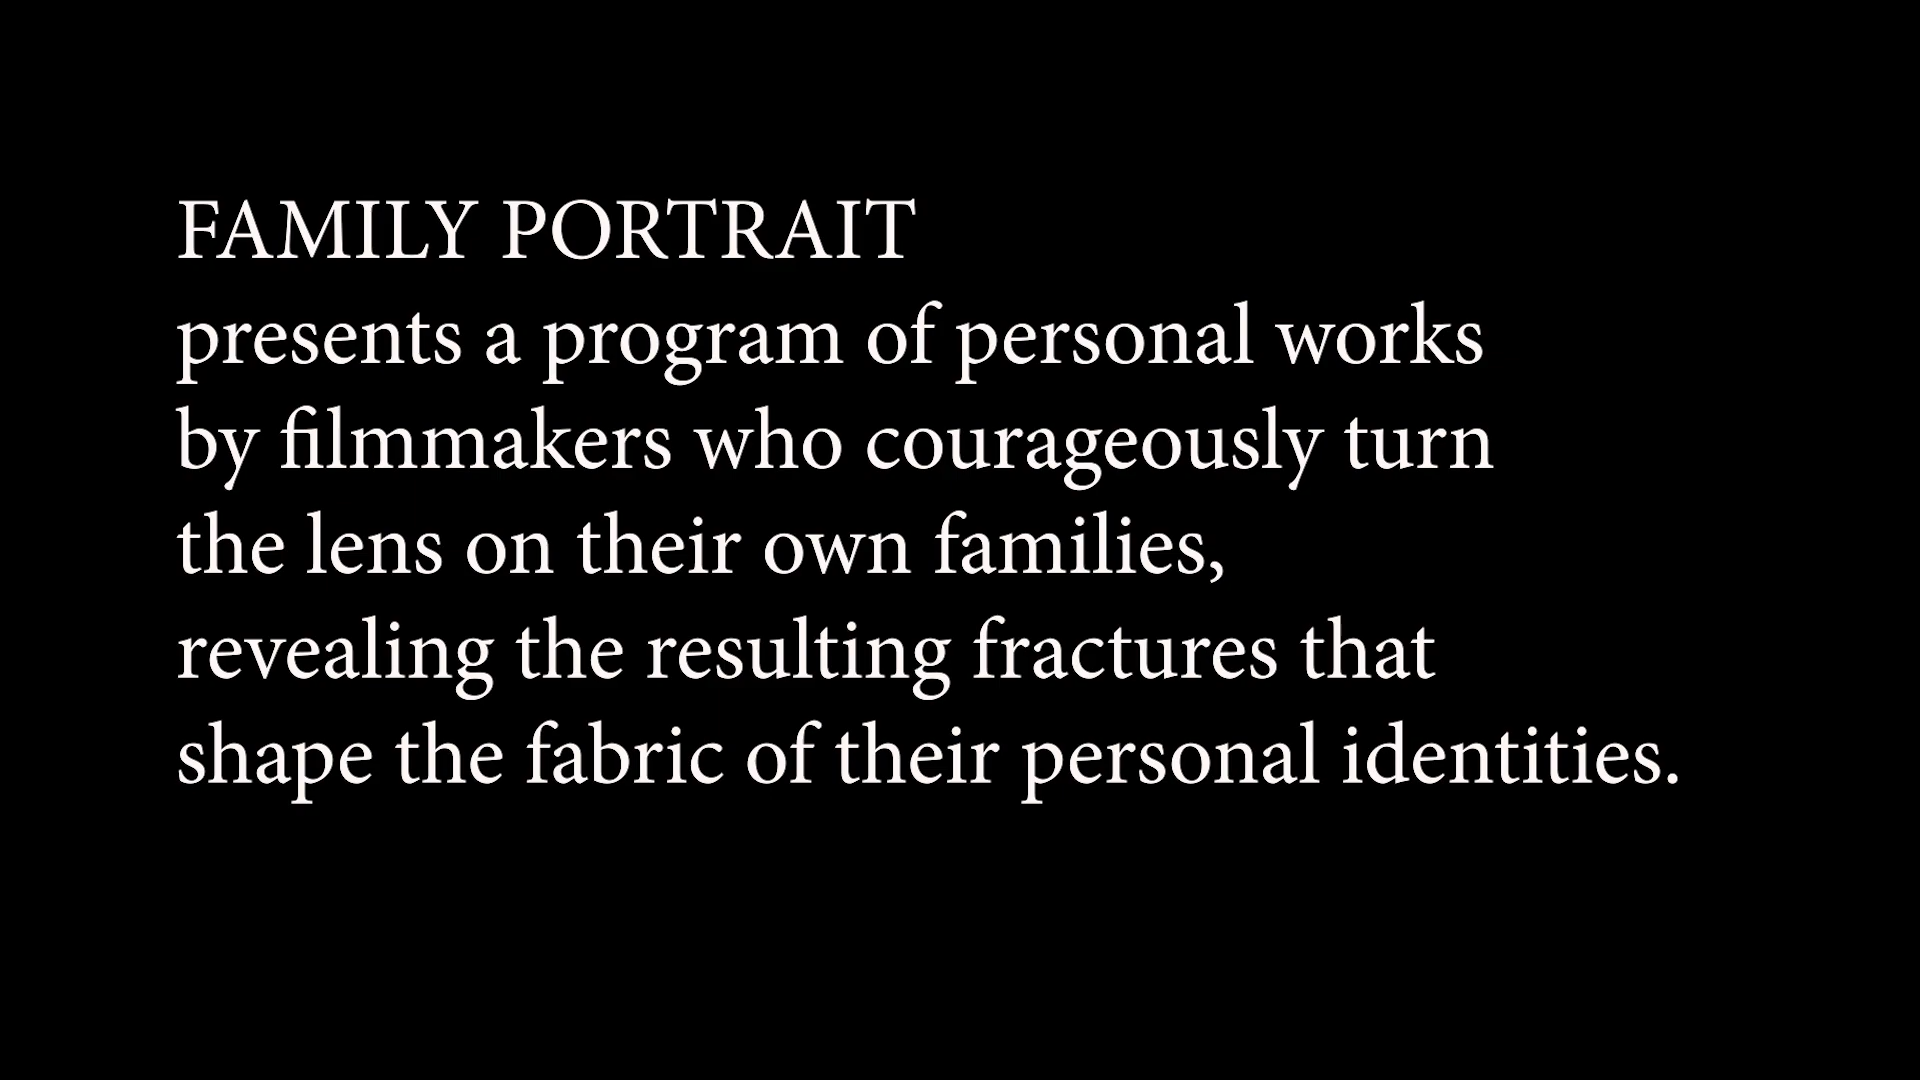 FAMILY PORTRAIT
presents a program of personal works
by filmmakers who courageously turn
the lens on their own families,
revealing the resulting fractures that
shape the fabric of their personal identities.